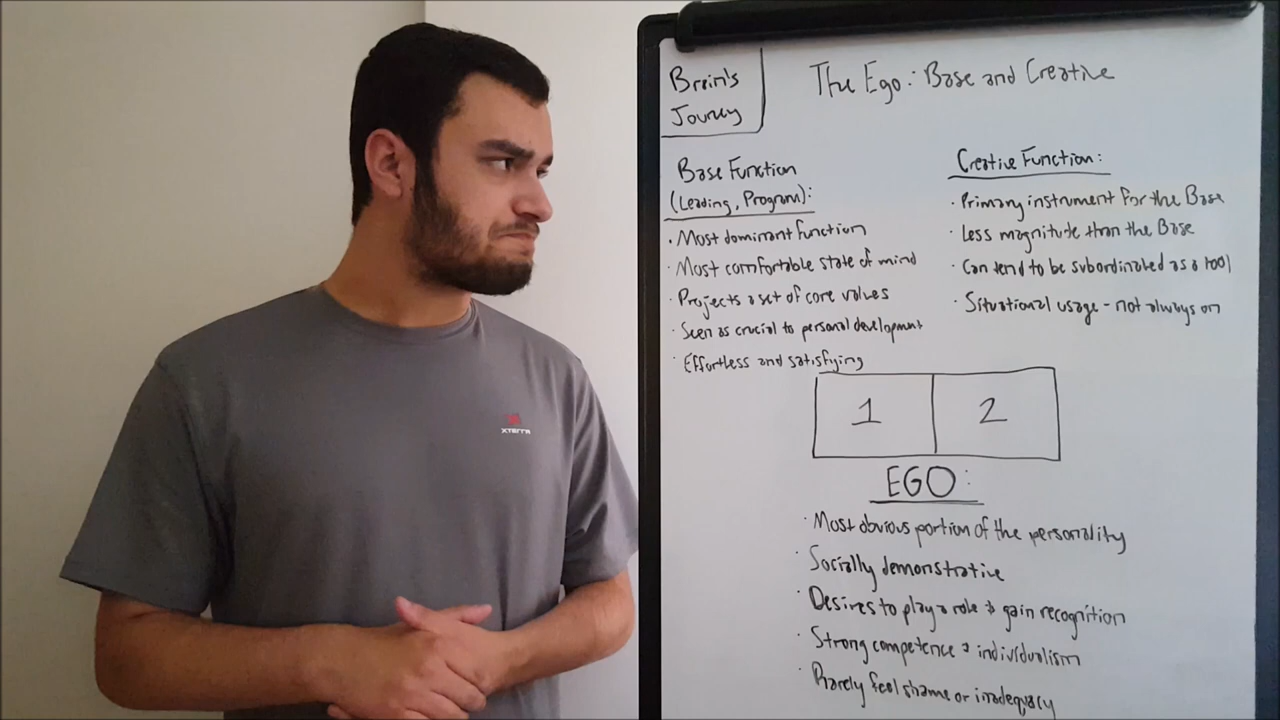 Brain's
Journey
The Ego: Base and Creative
Base Function
(Leading, Program):
· Most dominant function
· Most comfortable state of mind
· Projects a set of core values
· Seen as crucial to personal development
· Effortless and satisfying
Creative Function:
· Primary instrument for the Base
· Less magnitude than the Base
· Can tend to be subordinated as a tool
· Situational usage - not always on
1 2
EGO:
· Most obvious portion of the personality
· Socially demonstrative
· Desires to play a role & gain recognition
· Strong competence & individualism
· Rarely feel shame or inadequacy
XTERRA